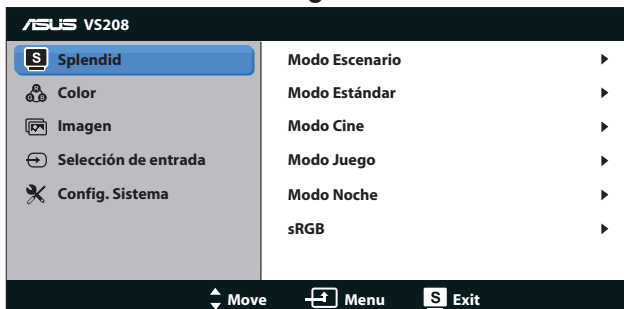 ASUS VS208
S Splendid
Color
Imagen
Selección de entrada
Config. Sistema
Modo Escenario
Modo Estándar
Modo Cine
Modo Juego
Modo Noche
sRGB
Move Menu S Exit